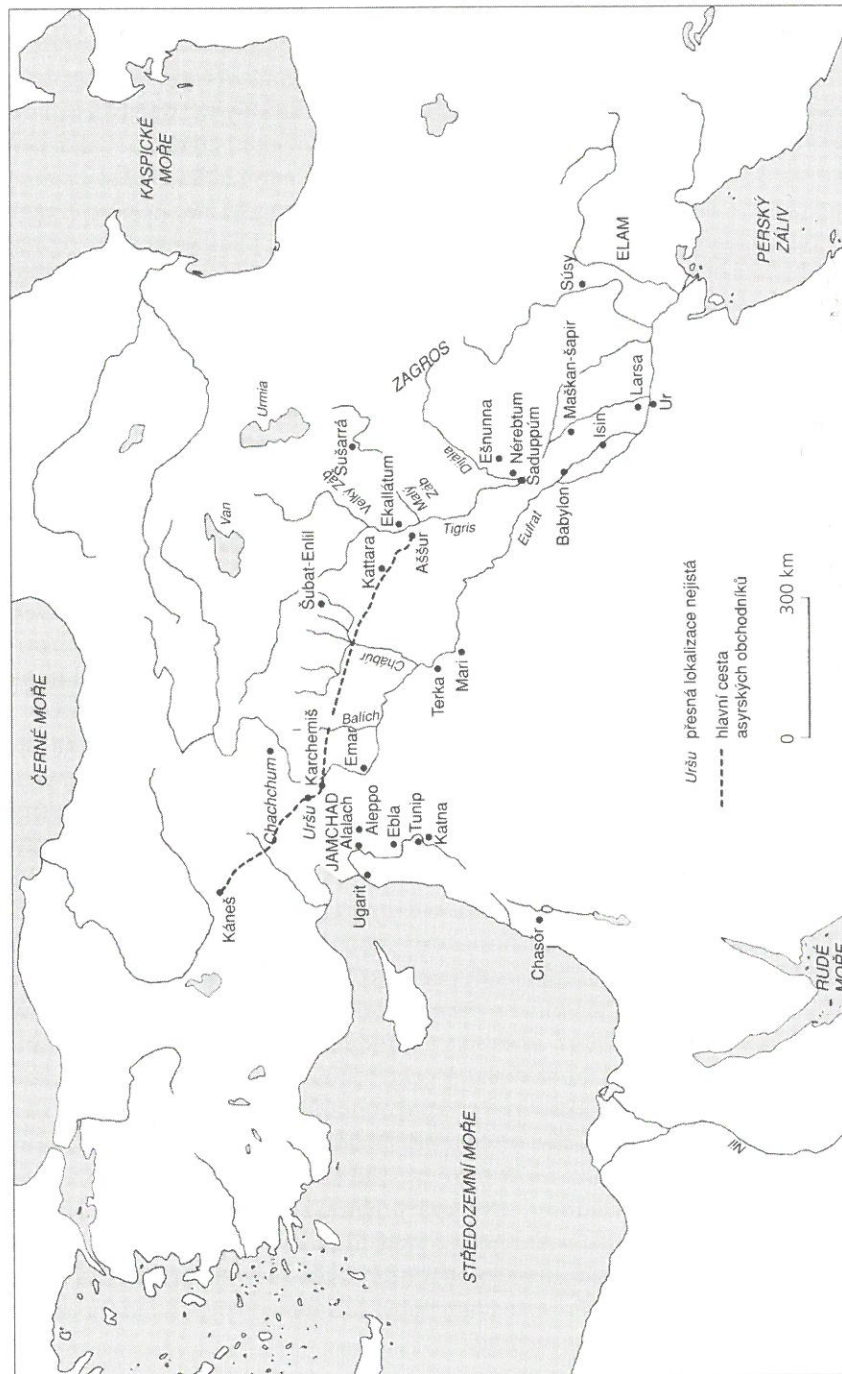 ČERNÉ MOŘE
KASPICKÉ
MOŘE
Van
Urmia
Káneš
Chachchum
Uršu
Karchemiš
JAMCHAD
Alalach
Aleppo
Ugarit
Ebla
Tunip
Katna
Emar
Balích
Šubat-Enlil
Kattara
Chábúr
Terka
Mari
Velký Záb
Sušarrá
Ekallátum
Malý
Záb
Aššur
Tigris
ZAGROS
Dijála
Ešnunna
Nérebtum
Šaduppúm
Eufrat
Babylon
Maškan-šapir
Isin
Larsa
Ur
Súsy
ELAM
PERSKÝ
ZÁLIV
STŘEDOZEMNÍ MOŘE
Chasór
Nil
RUDÉ
MOŘE
Uršu přesná lokalizace nejistá
hlavní cesta
asyrských obchodníků
0 300 km